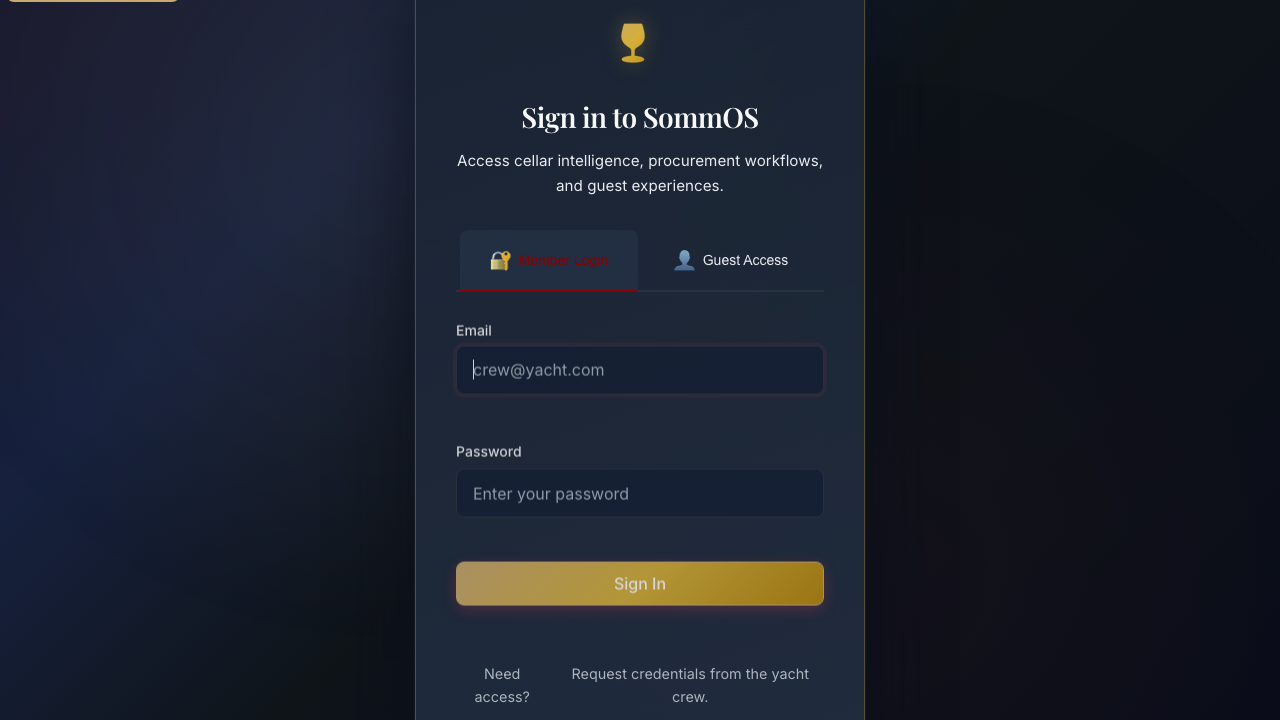 Sign in to SommOS
Access cellar intelligence, procurement workflows,
and guest experiences.
Member Login
Guest Access
Email
crew@yacht.com
Password
Enter your password
Sign In
Need
access?
Request credentials from the yacht
crew.